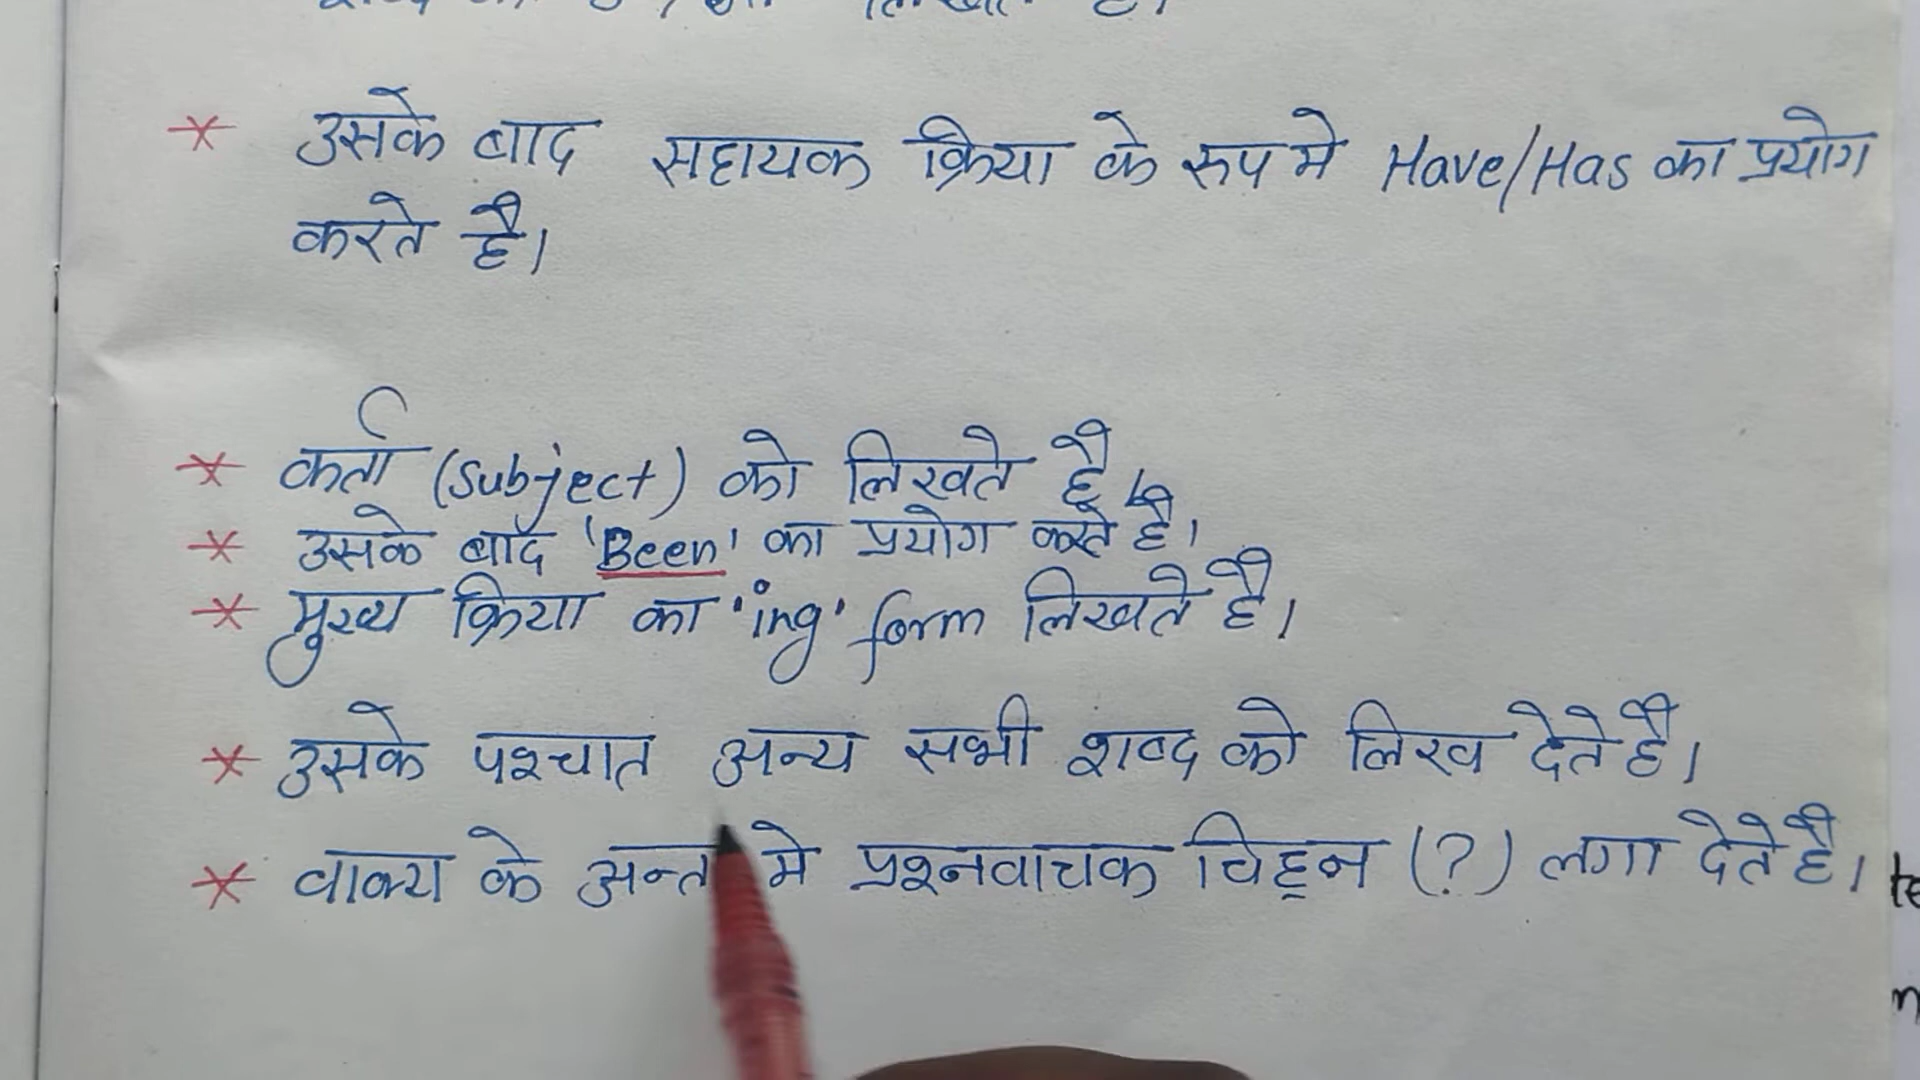 * उसके बाद सहायक क्रिया के रुप मे Have/Has का प्रयोग
करते है।
* कर्ता (Subject) को लिखते है।
* उसके बाद 'Been' का प्रयोग करते है।
* मुख्य क्रिया का 'ing' form लिखते है।
* उसके पश्चात अन्य सभी शब्द को लिख देते है।
* वाक्य के अन्त मे प्रश्नवाचक चिह्न (?) लगा देते है।